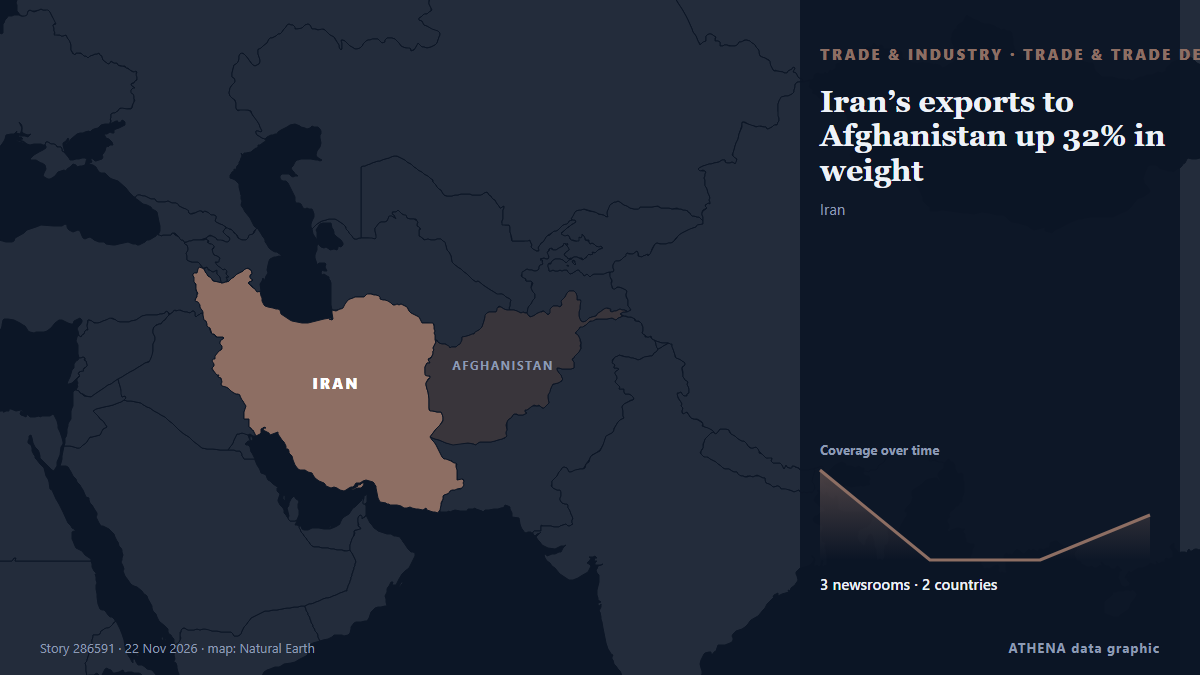 TRADE & INDUSTRY · TRADE & TRADE DE
Iran’s exports to
Afghanistan up 32% in
weight
Iran
IRAN
AFGHANISTAN
Coverage over time
3 newsrooms · 2 countries
Story 286591 · 22 Nov 2026 · map: Natural Earth
ATHENA data graphic